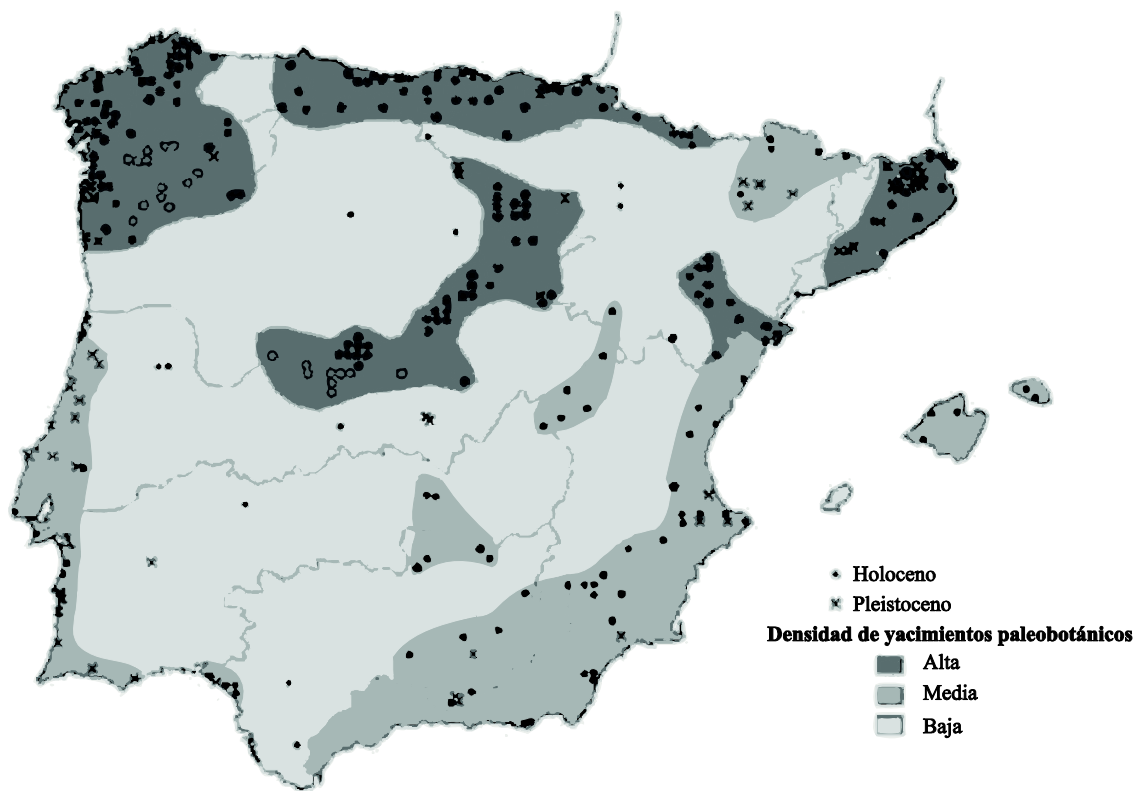 Holoceno
Pleistoceno
Densidad de yacimientos paleobotánicos
Alta
Media
Baja